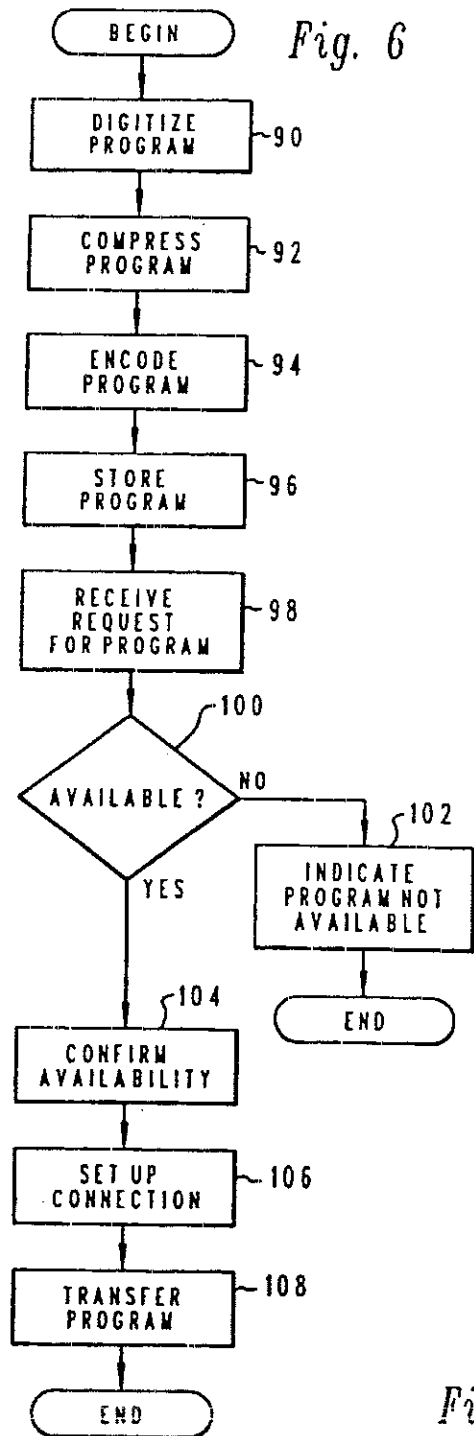 BEGIN
Fig. 6
DIGITIZE
PROGRAM
90
COMPRESS
PROGRAM
92
ENCODE
PROGRAM
94
STORE
PROGRAM
96
RECEIVE
REQUEST
FOR PROGRAM
98
100
AVAILABLE ?
NO
YES
102
INDICATE
PROGRAM NOT
AVAILABLE
END
104
CONFIRM
AVAILABILITY
SET UP
CONNECTION
106
TRANSFER
PROGRAM
108
END
Fi